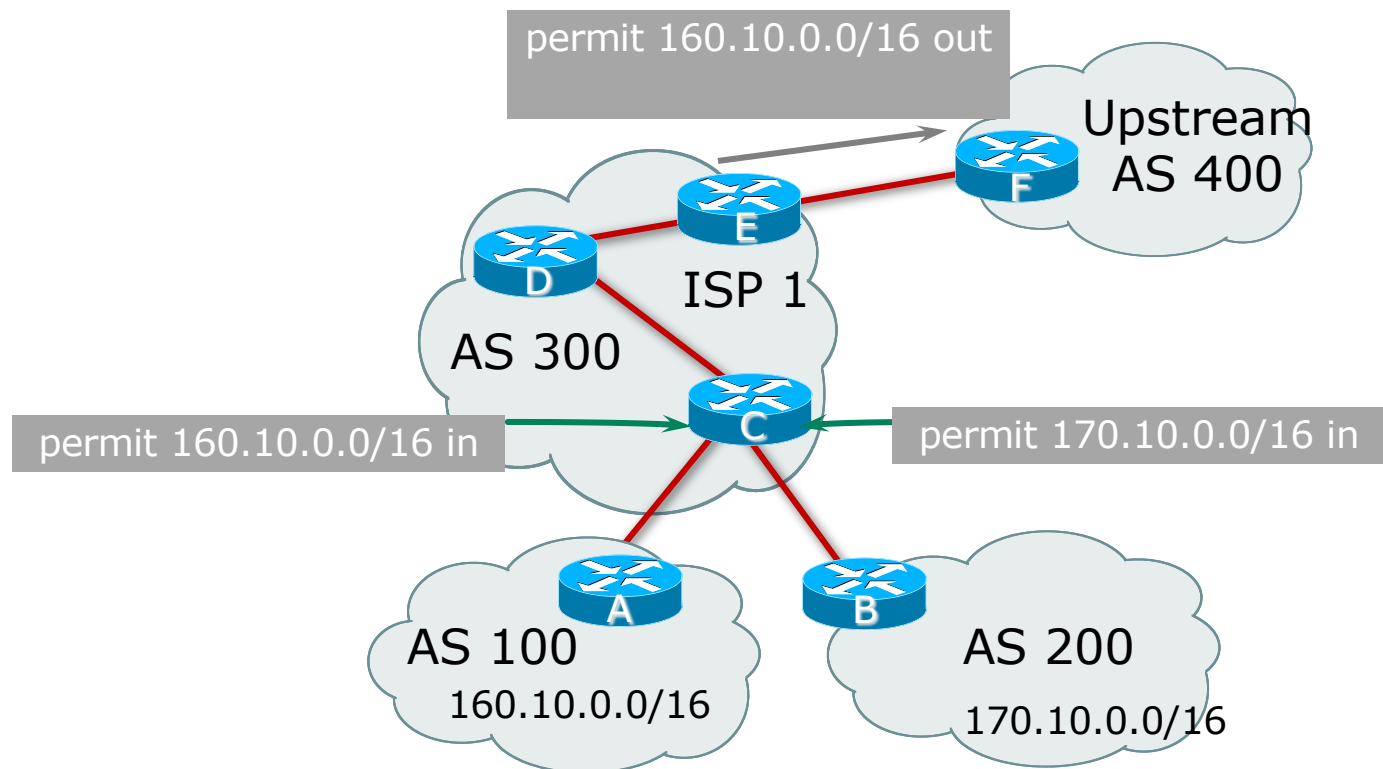 permit 160.10.0.0/16 out
Upstream
AS 400
F
E
D
ISP 1
AS 300
C
permit 160.10.0.0/16 in
permit 170.10.0.0/16 in
A
B
AS 100
AS 200
160.10.0.0/16
170.10.0.0/16